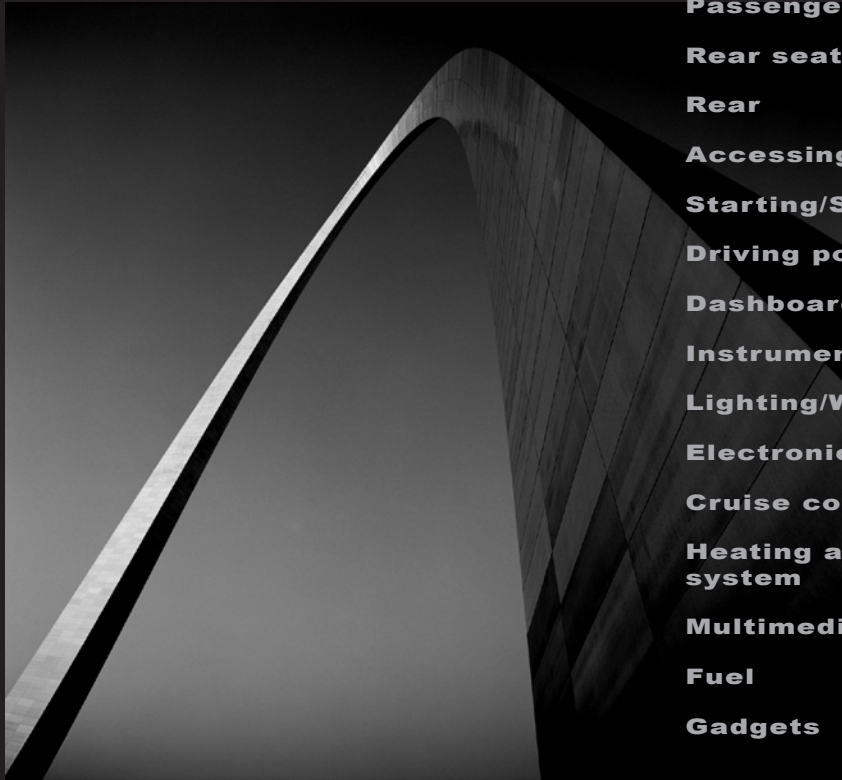 Passenge
Rear seat
Rear
Accessing
Starting/S
Driving po
Dashboar
Instrumen
Lighting/W
Electronic
Cruise co
Heating a
system
Multimedi
Fuel
Gadgets